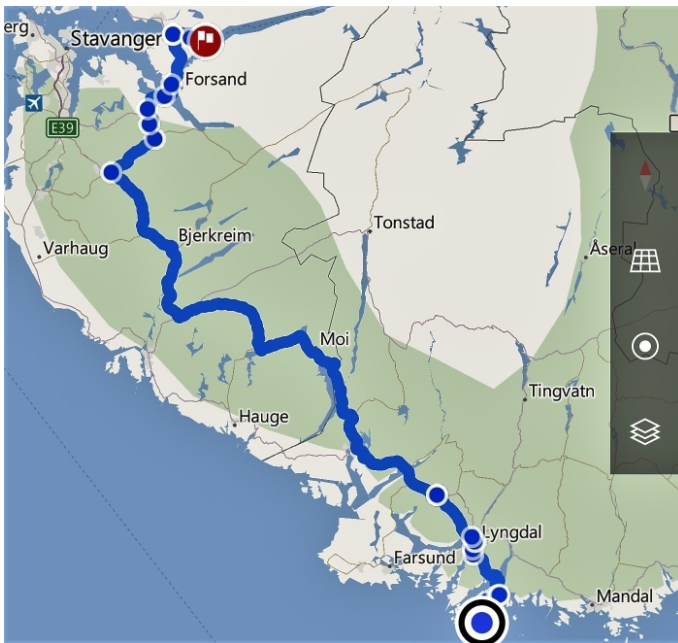 erg
Stavanger
Forsand
E39
Tonstad
Bjerkreim
Varhaug
Åseral
Moi
Tingvatn
Hauge
Lyngdal
Farsund
Mandal